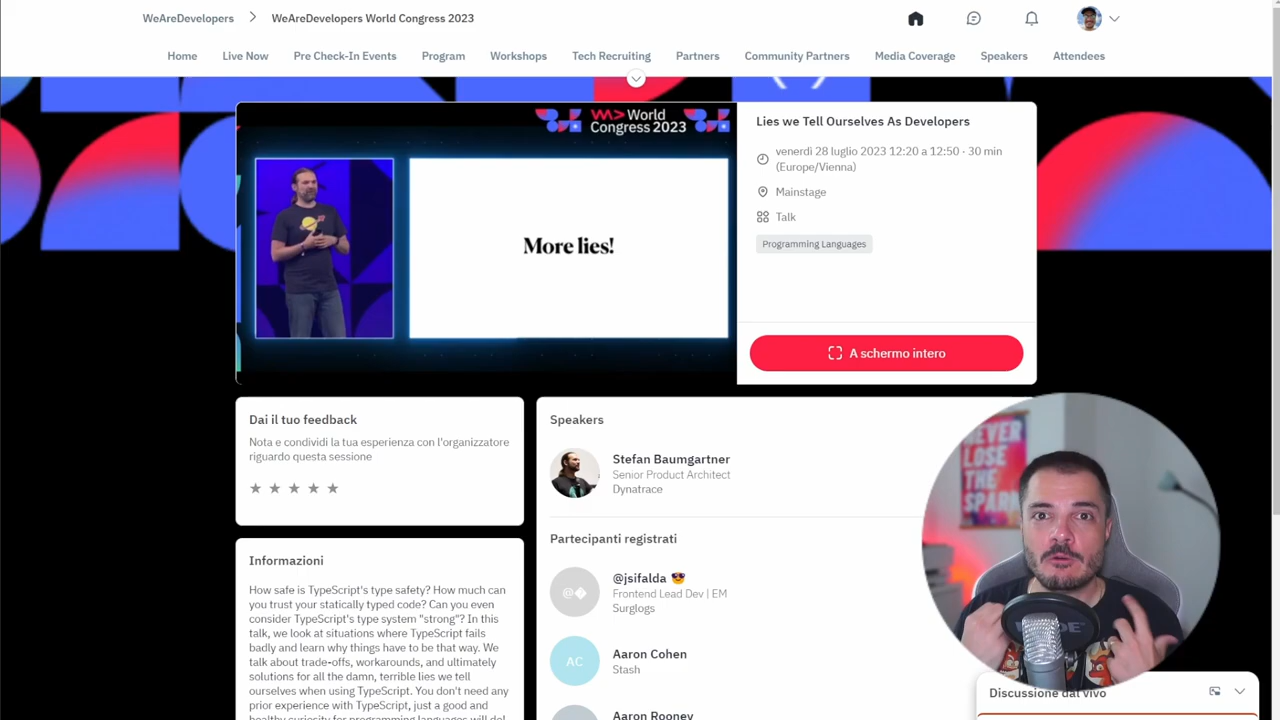 WeAreDevelopers
WeAreDevelopers World Congress 2023
Home
Live Now
Pre Check-In Events
Program
Workshops
Tech Recruiting
Partners
Community Partners
Media Coverage
Speakers
Attendees
World
Congress 2023
More lies!
Lies we Tell Ourselves As Developers
venerdì 28 luglio 2023 12:20 a 12:50 · 30 min
(Europe/Vienna)
Mainstage
Talk
Programming Languages
A schermo intero
Dai il tuo feedback
Nota e condividi la tua esperienza con l'organizzatore
riguardo questa sessione
Speakers
Stefan Baumgartner
Senior Product Architect
Dynatrace
Partecipanti registrati
@�
@jsifalda 😎
Frontend Lead Dev | EM
Surglogs
AC
Aaron Cohen
Stash
Aaron Rooney
Informazioni
How safe is TypeScript's type safety? How much can
you trust your statically typed code? Can you even
consider TypeScript's type system "strong"? In this
talk, we look at situations where TypeScript fails
badly and learn why things have to be that way. We
talk about trade-offs, workarounds, and ultimately
solutions for all the damn, terrible lies we tell
ourselves when using TypeScript. You don't need any
prior experience with TypeScript, just a good and
healthy curiosity for programming languages will do!
NEVER
LOSE
THE
SPARK
Discussione dal vivo